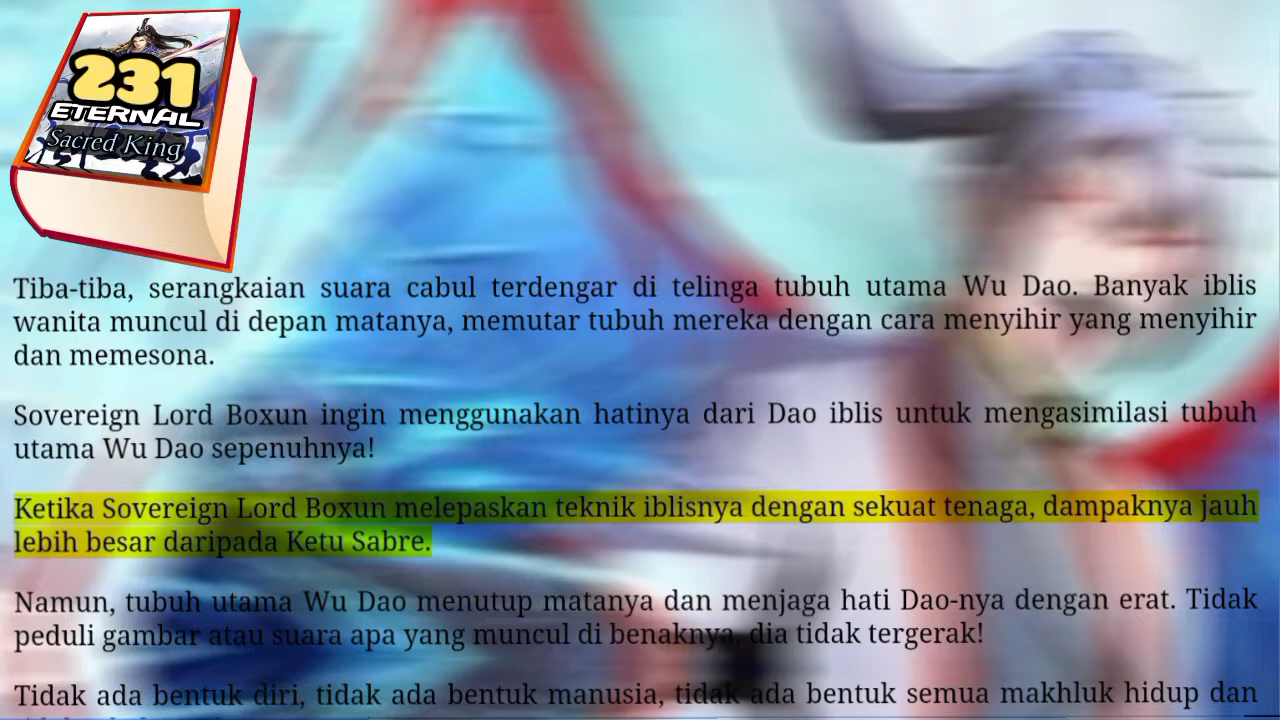 231
ETERNAL
Sacred King
Tiba-tiba, serangkaian suara cabul terdengar di telinga tubuh utama Wu Dao. Banyak iblis
wanita muncul di depan matanya, memutar tubuh mereka dengan cara menyihir yang menyihir
dan memesona.
Sovereign Lord Boxun ingin menggunakan hatinya dari Dao iblis untuk mengasimilasi tubuh
utama Wu Dao sepenuhnya!
Ketika Sovereign Lord Boxun melepaskan teknik iblisnya dengan sekuat tenaga, dampaknya jauh
lebih besar daripada Ketu Sabre.
Namun, tubuh utama Wu Dao menutup matanya dan menjaga hati Dao-nya dengan erat. Tidak
peduli gambar atau suara apa yang muncul di benaknya, dia tidak tergerak!
Tidak ada bentuk diri, tidak ada bentuk manusia, tidak ada bentuk semua makhluk hidup dan